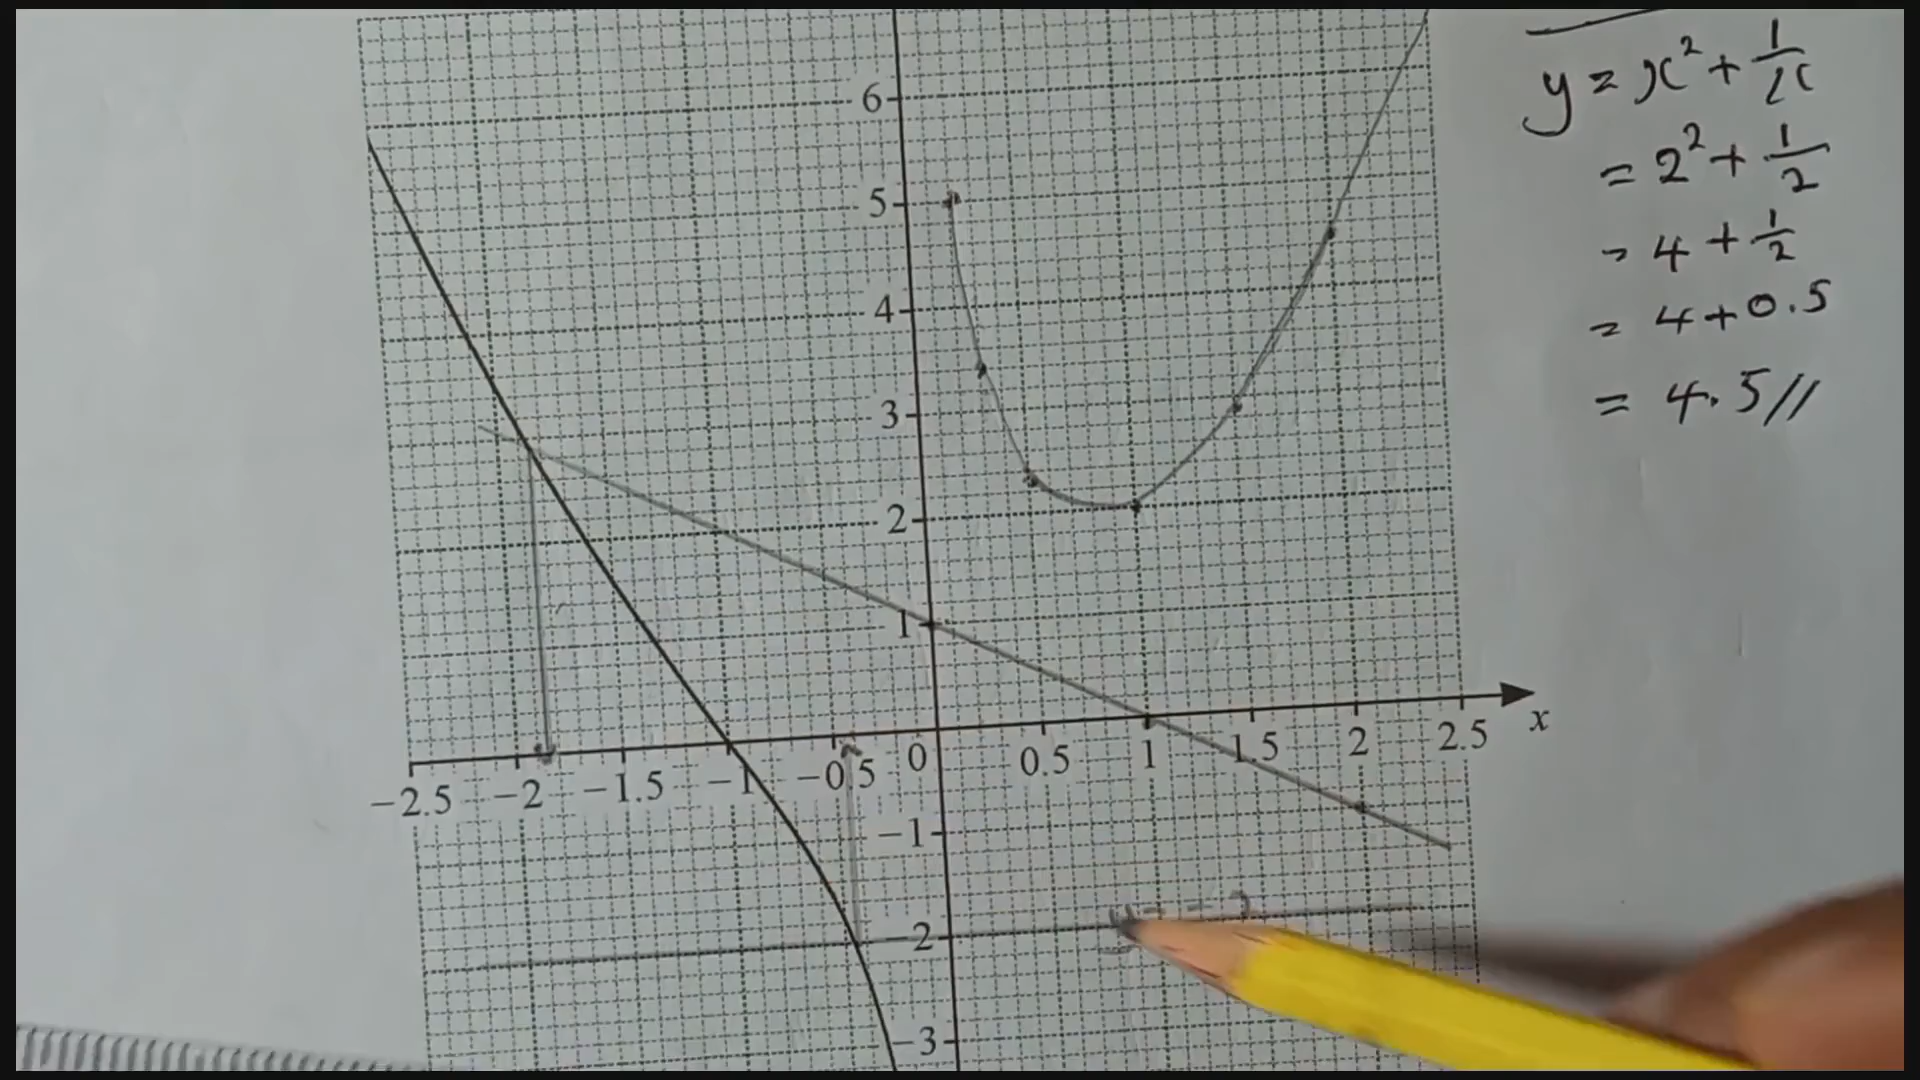 y = x² + 1/x
= 2² + 1/2
= 4 + 1/2
= 4 + 0.5
= 4.5//
6
5
4
3
2
1
−2.5 −2 −1.5 −1 −0.5 0 0.5 1 1.5 2 2.5 x
−1
−2
−3